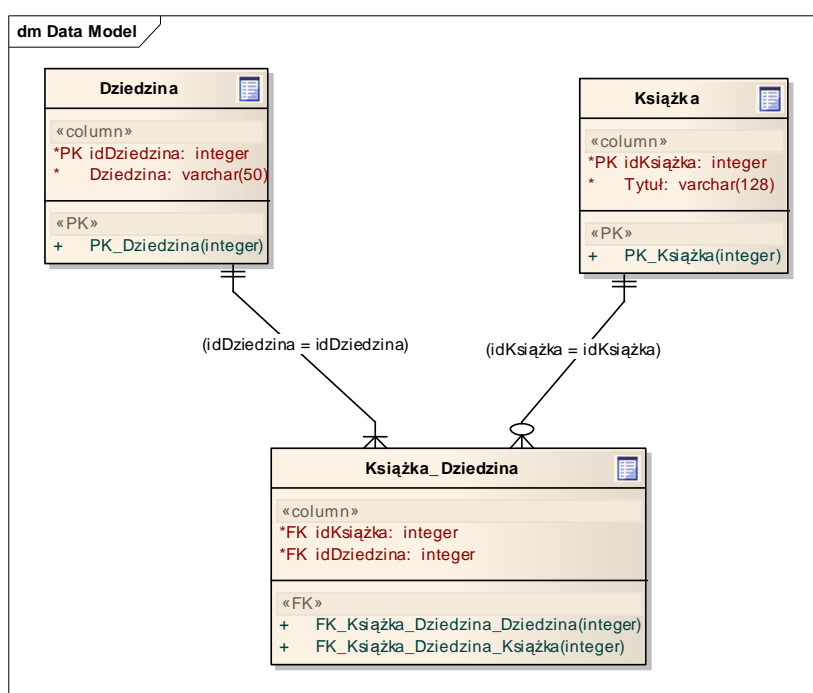 dm Data Model
Dziedzina
«column»
*PK idDziedzina: integer
* Dziedzina: varchar(50)
«PK»
+ PK_Dziedzina(integer)
Książka
«column»
*PK idKsiążka: integer
* Tytuł: varchar(128)
«PK»
+ PK_Książka(integer)
(idDziedzina = idDziedzina)
(idKsiążka = idKsiążka)
Książka_Dziedzina
«column»
*FK idKsiążka: integer
*FK idDziedzina: integer
«FK»
+ FK_Książka_Dziedzina_Dziedzina(integer)
+ FK_Książka_Dziedzina_Książka(integer)